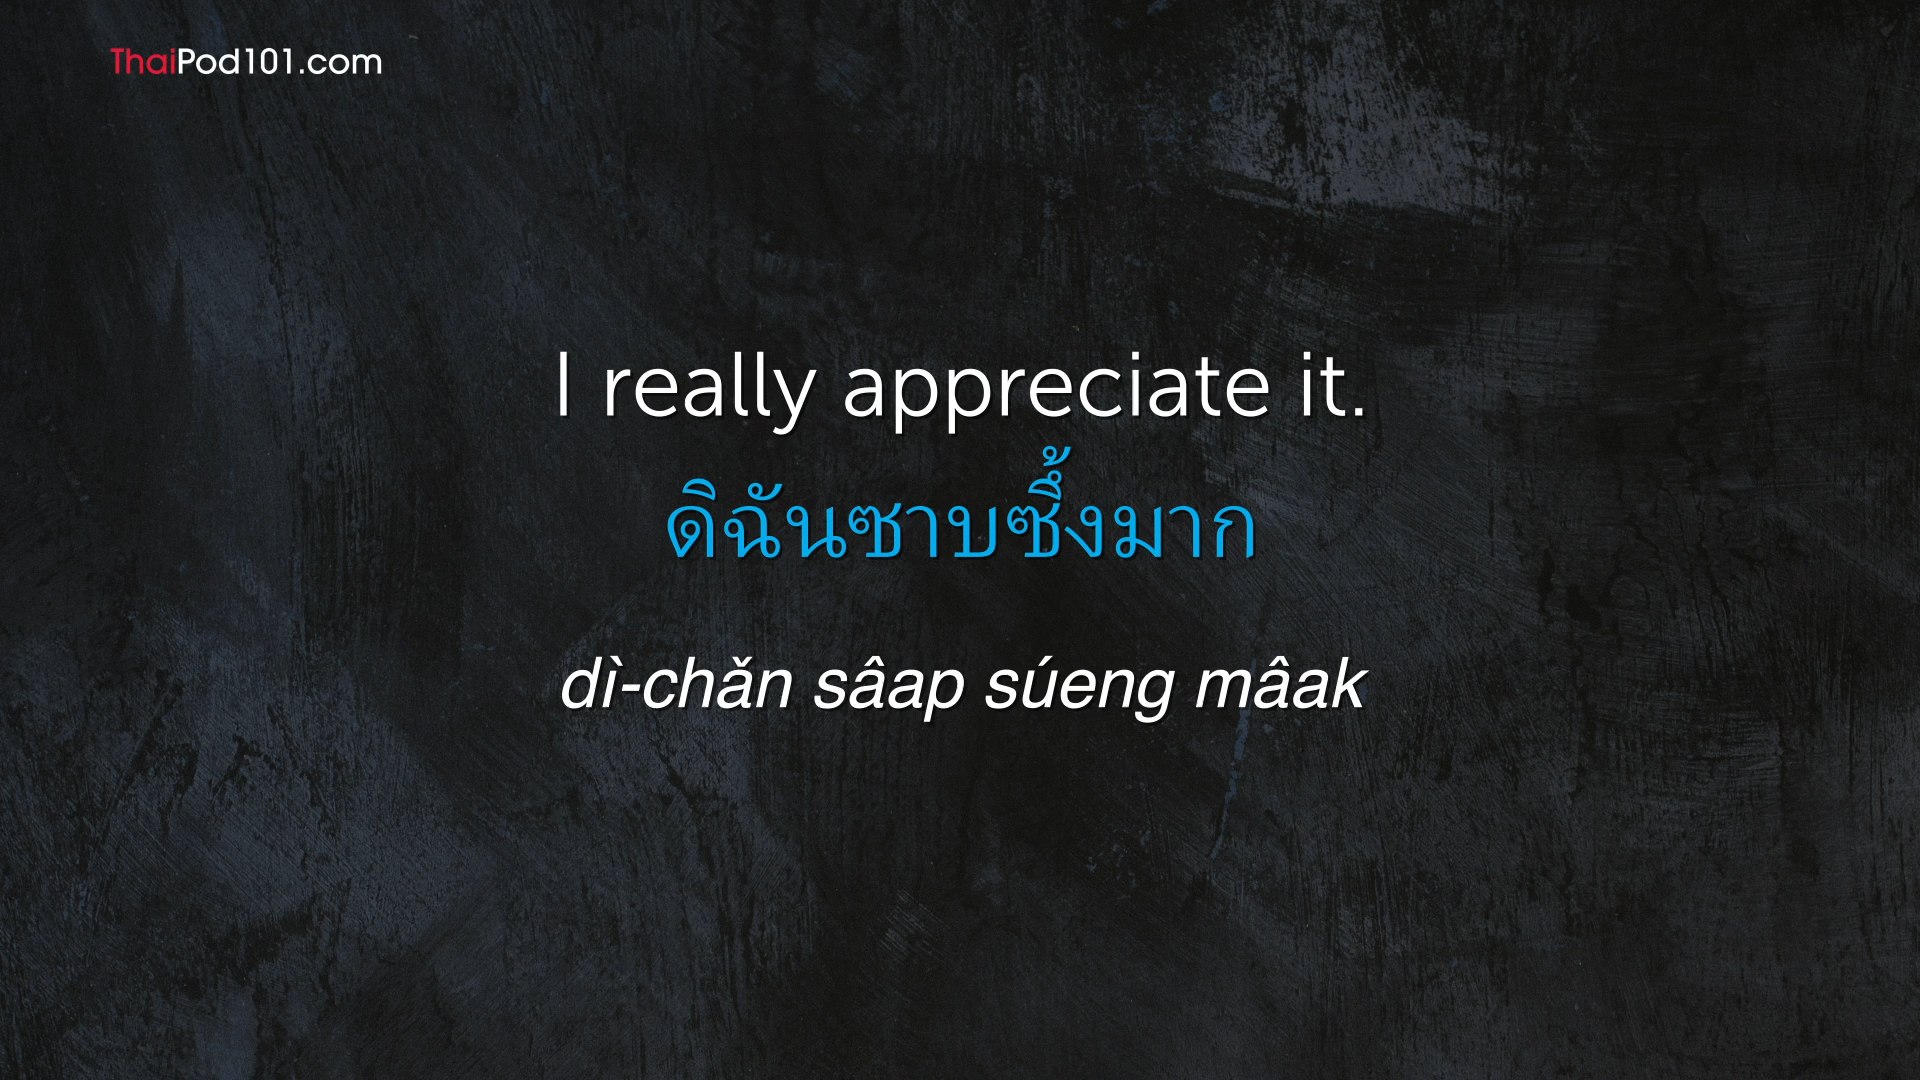 ThaiPod101.com
I really appreciate it.
ดิฉันซาบซึ้งมาก
dì-chǎn sâap súeng mâak